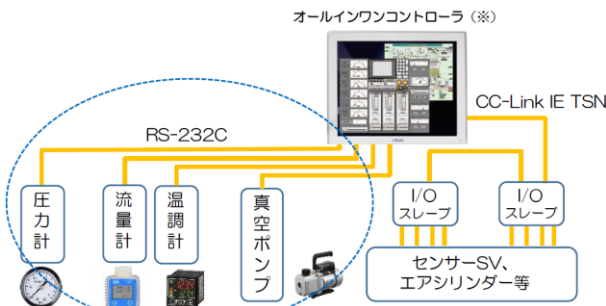 オールインワンコントローラ（※）
CC-Link IE TSN
RS-232C
圧力計
流量計
温調計
真空ポンプ
I/O
スレーブ
I/O
スレーブ
センサーSV、
エアシリンダー等